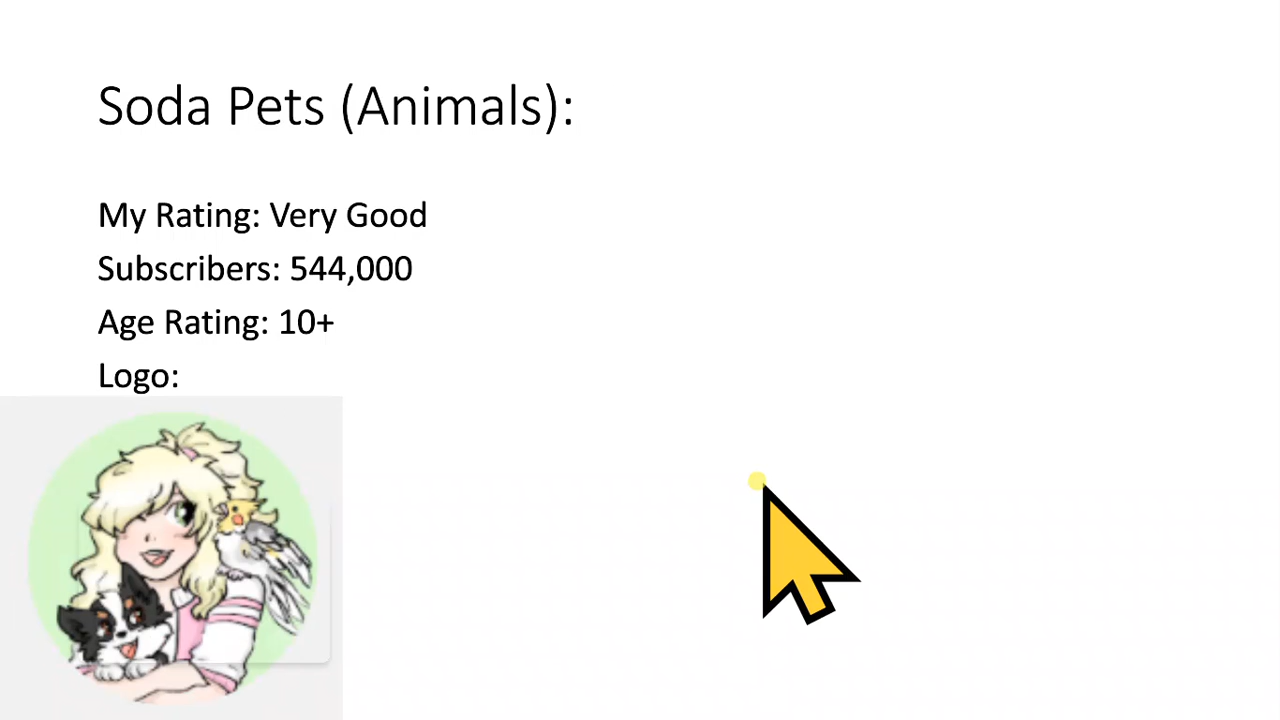 Soda Pets (Animals):
My Rating: Very Good
Subscribers: 544,000
Age Rating: 10+
Logo: